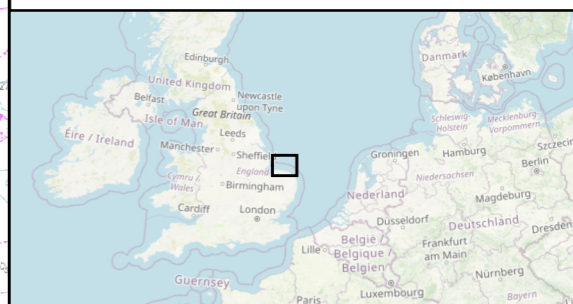 Edinburgh
Danmark
København
United Kingdom
Newcastle
upon Tyne
Belfast
Great Britain
Isle of Man
Schleswig
Holstein
Mecklenburg
Vorpommern
Leeds
Éire / Ireland
Manchester
Sheffiel
Groningen
Hamburg
Szczecin
England
Berlin
Cymru /
Wales
Birmingham
Niedersachsen
Nederland
Magdeburg
Cardiff
London
Düsseldorf
Deutschland
Dresden
België
Belgique
Belgien
Lille
Frankfurt
am Main
Guernsey
Nürnberg
Paris
Luxembourg
Bayern